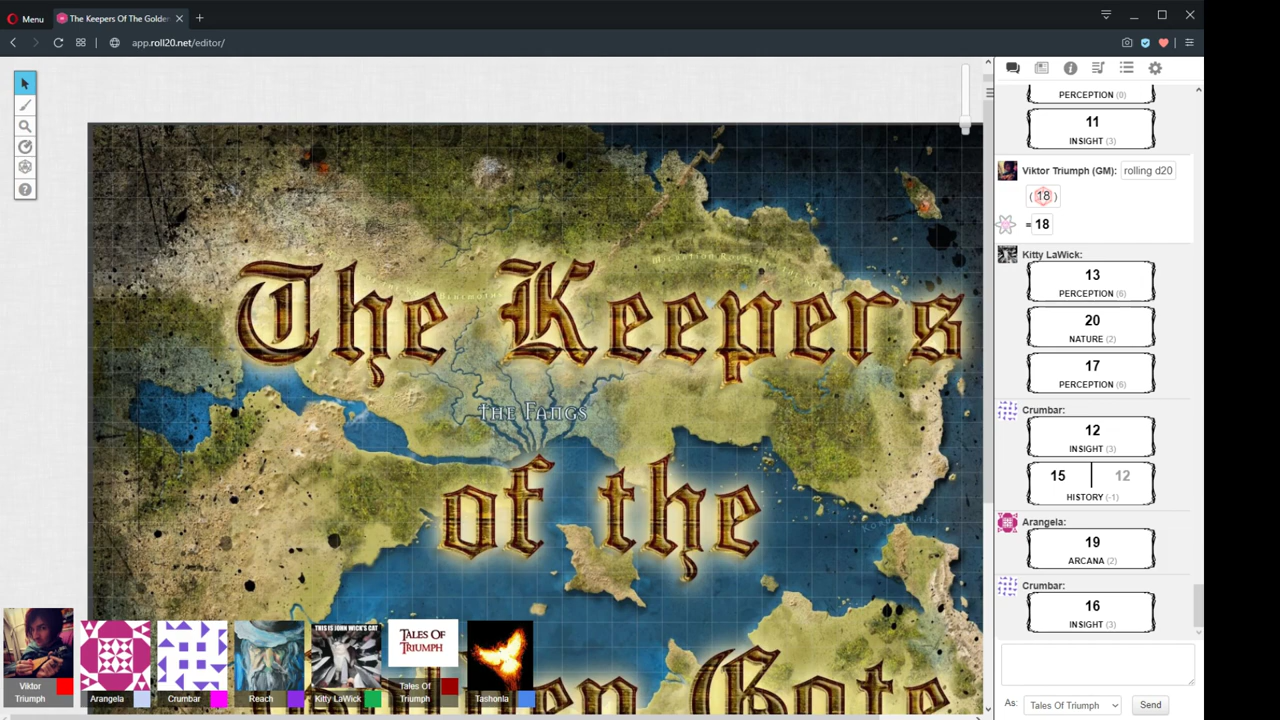 Menu
The Keepers Of The Golden
app.roll20.net/editor/
The Keepers
The Fangs
of the
Viktor
Triumph
Arangela
Crumbar
Reach
THIS IS JOHN WICK'S CAT
Kitty LaWick
TALES OF
TRIUMPH
Tales Of
Triumph
Tashonla
PERCEPTION (0)
11
INSIGHT (3)
Viktor Triumph (GM): rolling d20
(18)
=18
Kitty LaWick:
13
PERCEPTION (6)
20
NATURE (2)
17
PERCEPTION (6)
Crumbar:
12
INSIGHT (3)
15 12
HISTORY (-1)
Arangela:
19
ARCANA (2)
Crumbar:
16
INSIGHT (3)
As: Tales Of Triumph Send